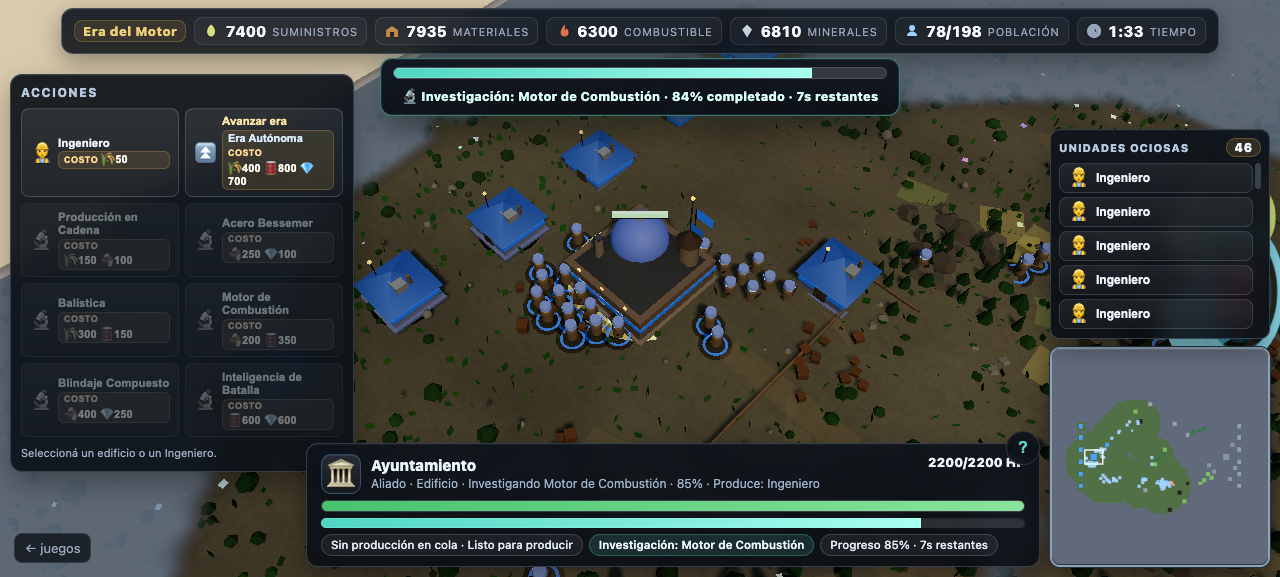 Era del Motor
7400 SUMINISTROS
7935 MATERIALES
6300 COMBUSTIBLE
6810 MINERALES
78/198 POBLACIÓN
1:33 TIEMPO
Investigación: Motor de Combustión · 84% completado · 7s restantes
ACCIONES
Ingeniero
COSTO 50
Avanzar era
Era Autónoma
COSTO
400 800
700
Producción en
Cadena
COSTO
150 100
Acero Bessemer
COSTO
250 100
Balística
COSTO
300 150
Motor de
Combustión
COSTO
200 350
Blindaje Compuesto
COSTO
400 250
Inteligencia de
Batalla
COSTO
600 600
Seleccioná un edificio o un Ingeniero.
UNIDADES OCIOSAS 46
Ingeniero
Ingeniero
Ingeniero
Ingeniero
Ingeniero
?
Ayuntamiento
2200/2200
Aliado · Edificio · Investigando Motor de Combustión · 85% · Produce: Ingeniero
Sin producción en cola · Listo para producir
Investigación: Motor de Combustión
Progreso 85% · 7s restantes
← juegos